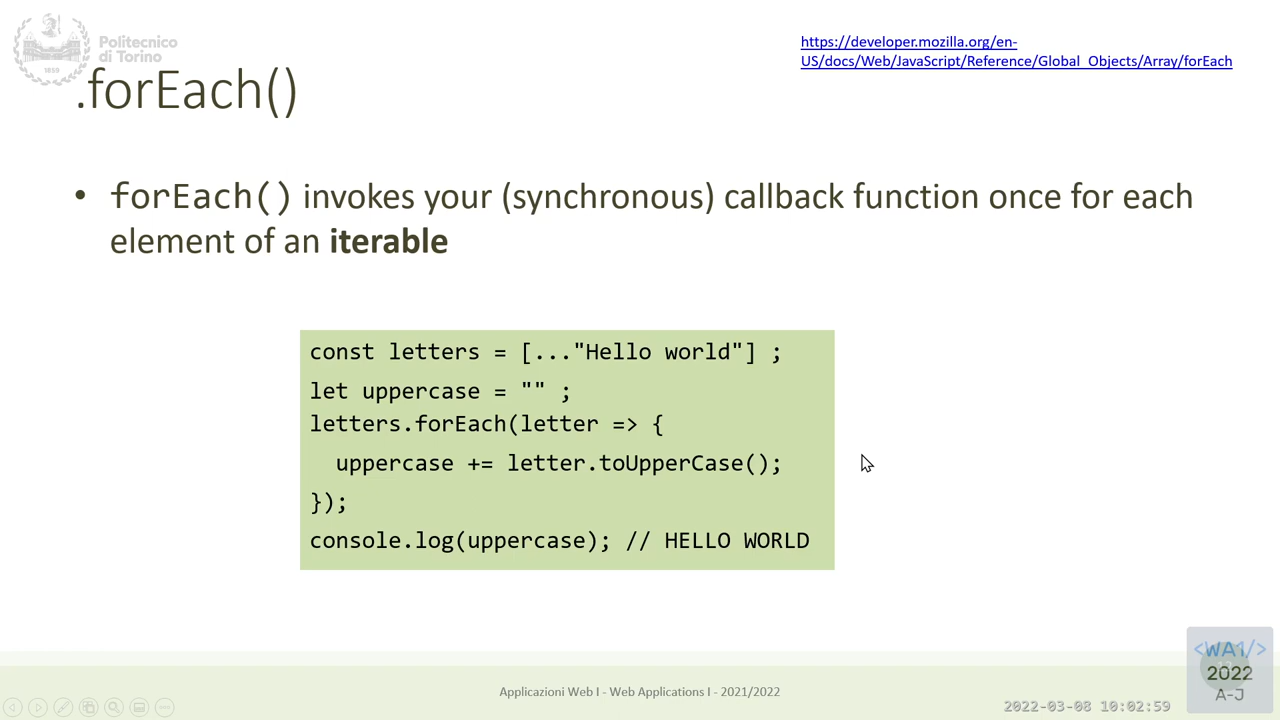 Politecnico
di Torino
1859
https://developer.mozilla.org/en-
US/docs/Web/JavaScript/Reference/Global_Objects/Array/forEach
.forEach()
• forEach() invokes your (synchronous) callback function once for each
element of an iterable
const letters = [..."Hello world"] ;
let uppercase = "" ;
letters.forEach(letter => {
uppercase += letter.toUpperCase();
});
console.log(uppercase); // HELLO WORLD
<WA1/>
2022
A-J
Applicazioni Web I - Web Applications I - 2021/2022
2022-03-08 10:02:59